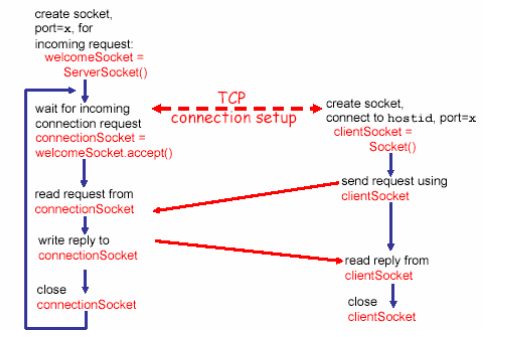 create socket,
port=x, for
incoming request:
welcomeSocket =
ServerSocket()
wait for incoming
connection request
connectionSocket =
welcomeSocket.accept()
read request from
connectionSocket
write reply to
connectionSocket
close
connectionSocket
TCP
connection setup
create socket,
connect to hostid, port=x
clientSocket =
Socket()
send request using
clientSocket
read reply from
clientSocket
close
clientSocket